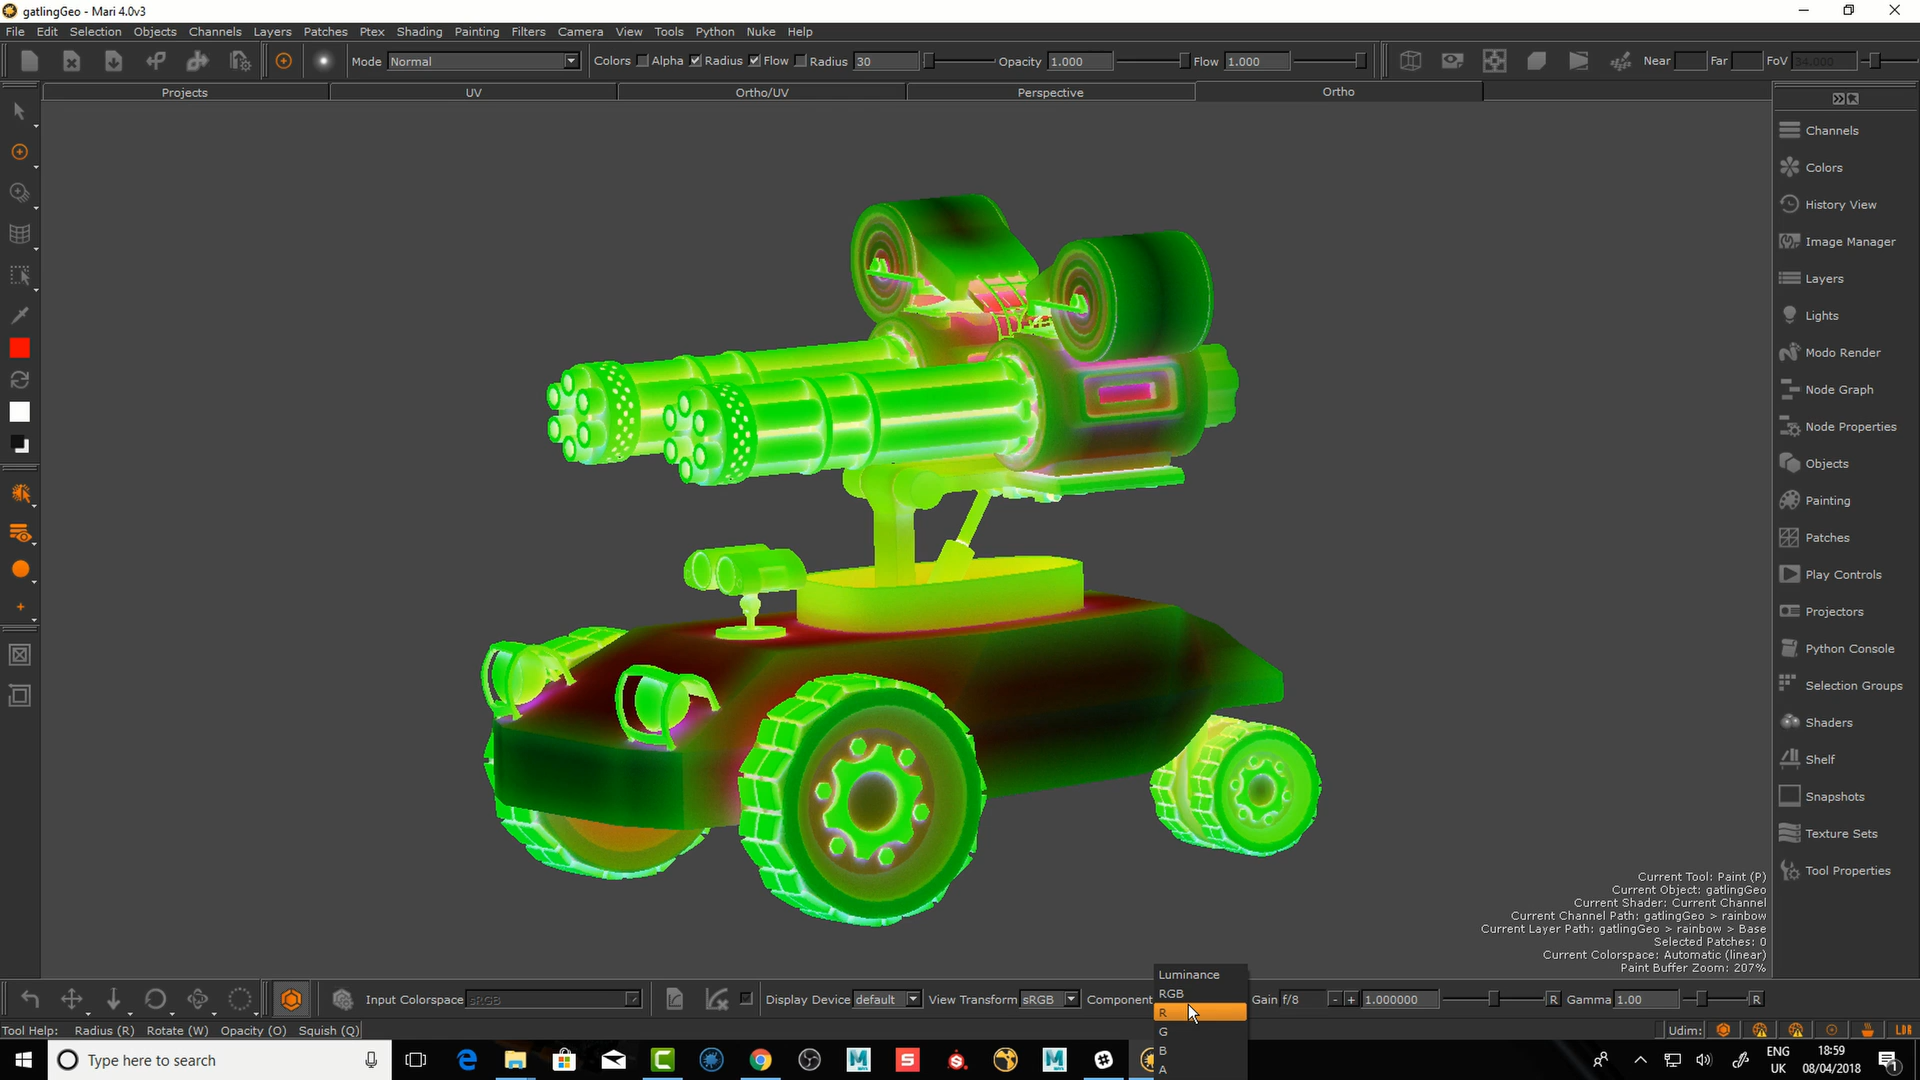 gatlingGeo - Mari 4.0v3
File Edit Selection Objects Channels Layers Patches Ptex Shading Painting Filters Camera View Tools Python Nuke Help
Mode Normal Colors Alpha Radius Flow Radius 30 Opacity 1.000 Flow 1.000 Near Far FoV 34.000
Projects UV Ortho/UV Perspective Ortho
Channels
Colors
History View
Image Manager
Layers
Lights
Modo Render
Node Graph
Node Properties
Objects
Painting
Patches
Play Controls
Projectors
Python Console
Selection Groups
Shaders
Shelf
Snapshots
Texture Sets
Tool Properties
Current Tool: Paint (P)
Current Object: gatlingGeo
Current Shader: Current Channel
Current Channel Path: gatlingGeo > rainbow
Current Layer Path: gatlingGeo > rainbow > Base
Selected Patches: 0
Current Colorspace: Automatic (linear)
Paint Buffer Zoom: 207%
Luminance
RGB
R
G
B
A
Input Colorspace sRGB Display Device default View Transform sRGB Component Gain f/8 - + 1.000000 R Gamma 1.00 R
Tool Help: Radius (R) Rotate (W) Opacity (O) Squish (Q) Udim: LDR
Type here to search
ENG
UK
18:59
08/04/2018
1